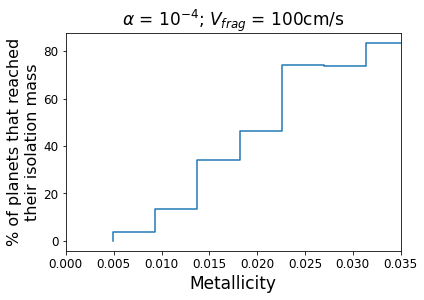 α = 10⁻⁴; V_frag = 100cm/s
% of planets that reached
their isolation mass
80
60
40
20
0
0.000 0.005 0.010 0.015 0.020 0.025 0.030 0.035
Metallicity